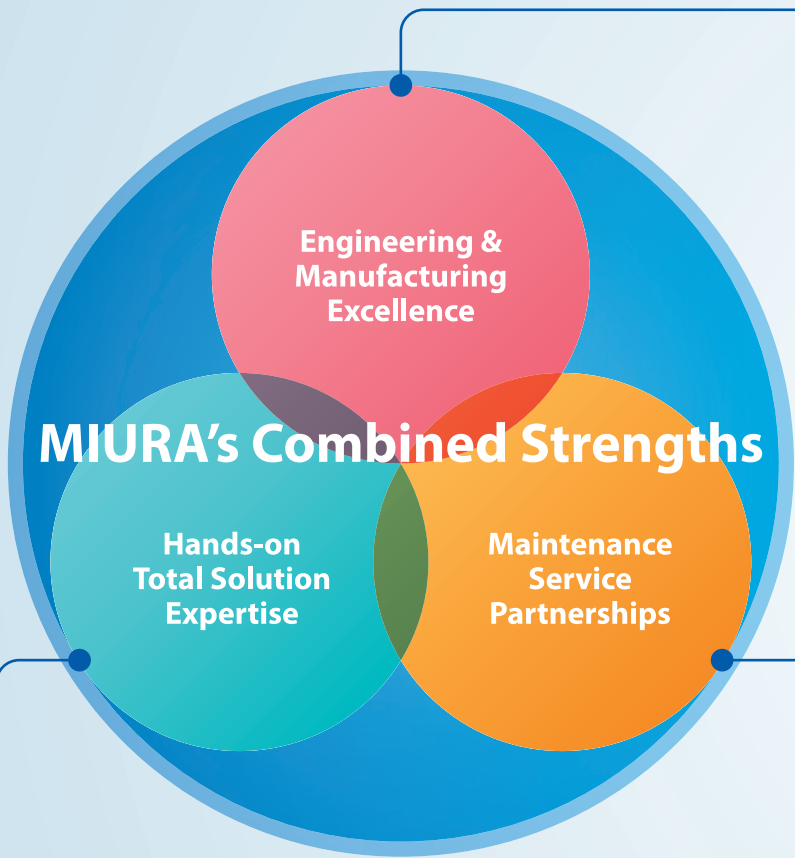 Engineering &
Manufacturing
Excellence
MIURA's Combined Strengths
Hands-on
Total Solution
Expertise
Maintenance
Service
Partnerships